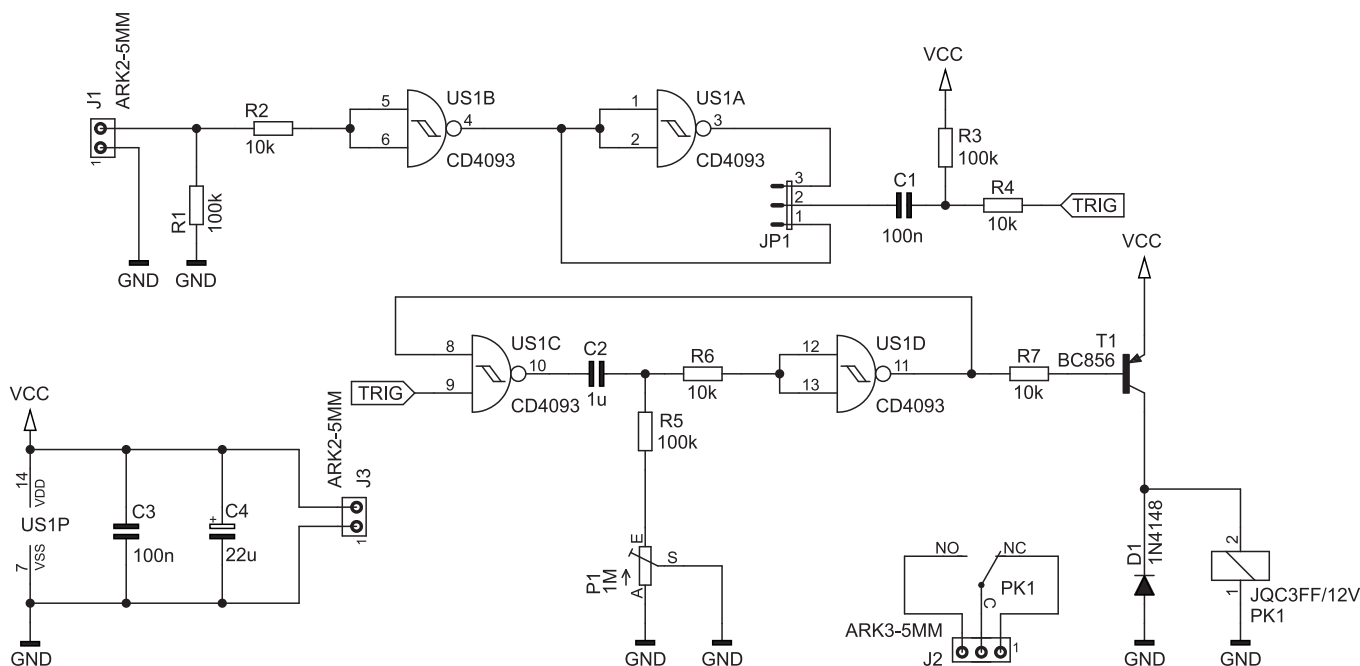 VCC
J1
ARK2-5MM
1
R2
10k
R1
100k
GND
GND
5
6
US1B
4
CD4093
1
2
US1A
3
CD4093
3
2
1
JP1
C1
100n
R3
100k
R4
10k
TRIG
VCC
8
9
TRIG
US1C
10
CD4093
C2
1u
R6
10k
12
13
US1D
11
CD4093
R7
10k
T1
BC856
R5
100k
VCC
14
VDD
US1P
7
VSS
GND
C3
100n
+
C4
22u
ARK2-5MM
J3
1
P1
1M
E
S
A
GND
GND
NO
NC
C
PK1
ARK3-5MM
J2
1
D1
1N4148
GND
2
1
JQC3FF/12V
PK1
GND